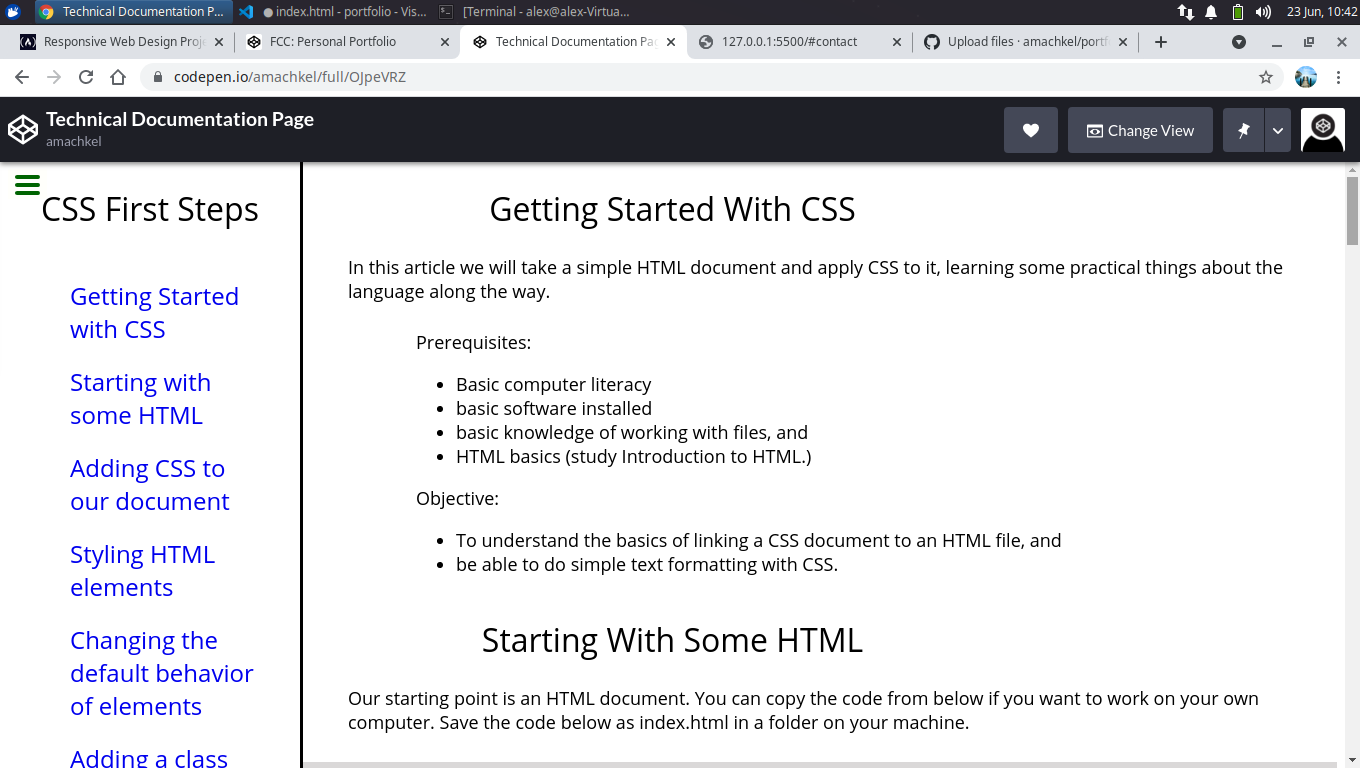 Technical Documentation P...
index.html - portfolio - Vis...
[Terminal - alex@alex-Virtua...
23 Jun, 10:42
Responsive Web Design Proje
FCC: Personal Portfolio
Technical Documentation Pag
127.0.0.1:5500/#contact
Upload files · amachkel/portf
codepen.io/amachkel/full/OJpeVRZ
Technical Documentation Page
amachkel
Change View
CSS First Steps
Getting Started
with CSS
Starting with
some HTML
Adding CSS to
our document
Styling HTML
elements
Changing the
default behavior
of elements
Adding a class
Getting Started With CSS
In this article we will take a simple HTML document and apply CSS to it, learning some practical things about the
language along the way.
Prerequisites:
• Basic computer literacy
• basic software installed
• basic knowledge of working with files, and
• HTML basics (study Introduction to HTML.)
Objective:
• To understand the basics of linking a CSS document to an HTML file, and
• be able to do simple text formatting with CSS.
Starting With Some HTML
Our starting point is an HTML document. You can copy the code from below if you want to work on your own
computer. Save the code below as index.html in a folder on your machine.